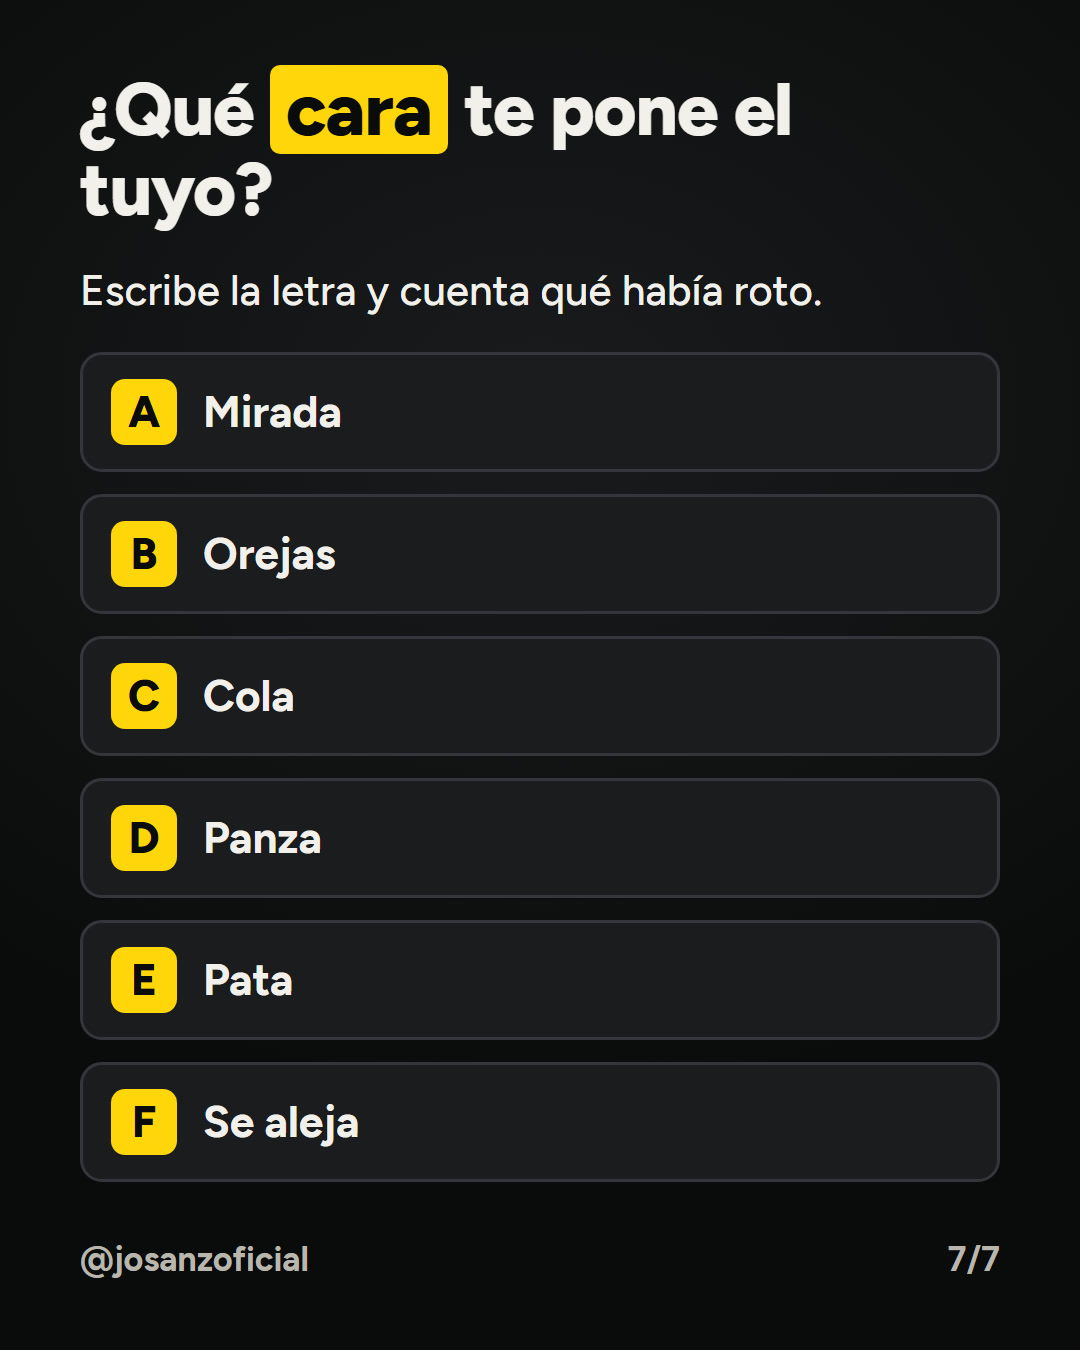 ¿Qué cara te pone el
tuyo?
Escribe la letra y cuenta qué había roto.
A Mirada
B Orejas
C Cola
D Panza
E Pata
F Se aleja
@josanzoficial 7/7